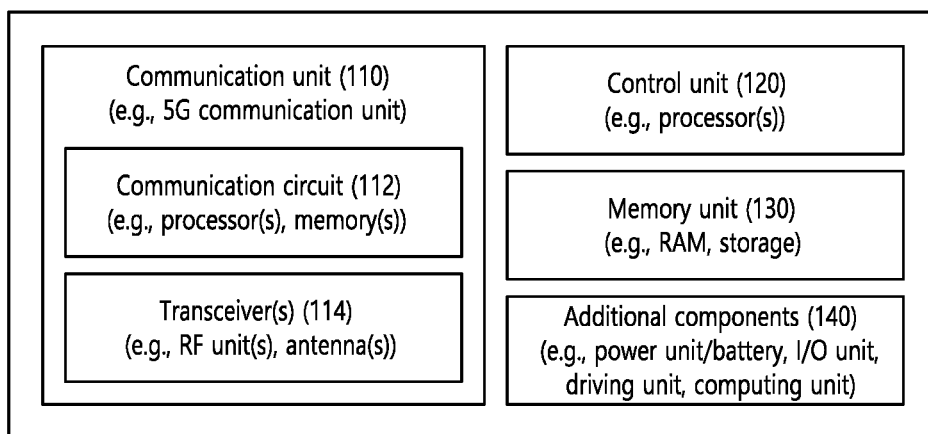 Communication unit (110)
(e.g., 5G communication unit)
Communication circuit (112)
(e.g., processor(s), memory(s))
Transceiver(s) (114)
(e.g., RF unit(s), antenna(s))
Control unit (120)
(e.g., processor(s))
Memory unit (130)
(e.g., RAM, storage)
Additional components (140)
(e.g., power unit/battery, I/O unit,
driving unit, computing unit)